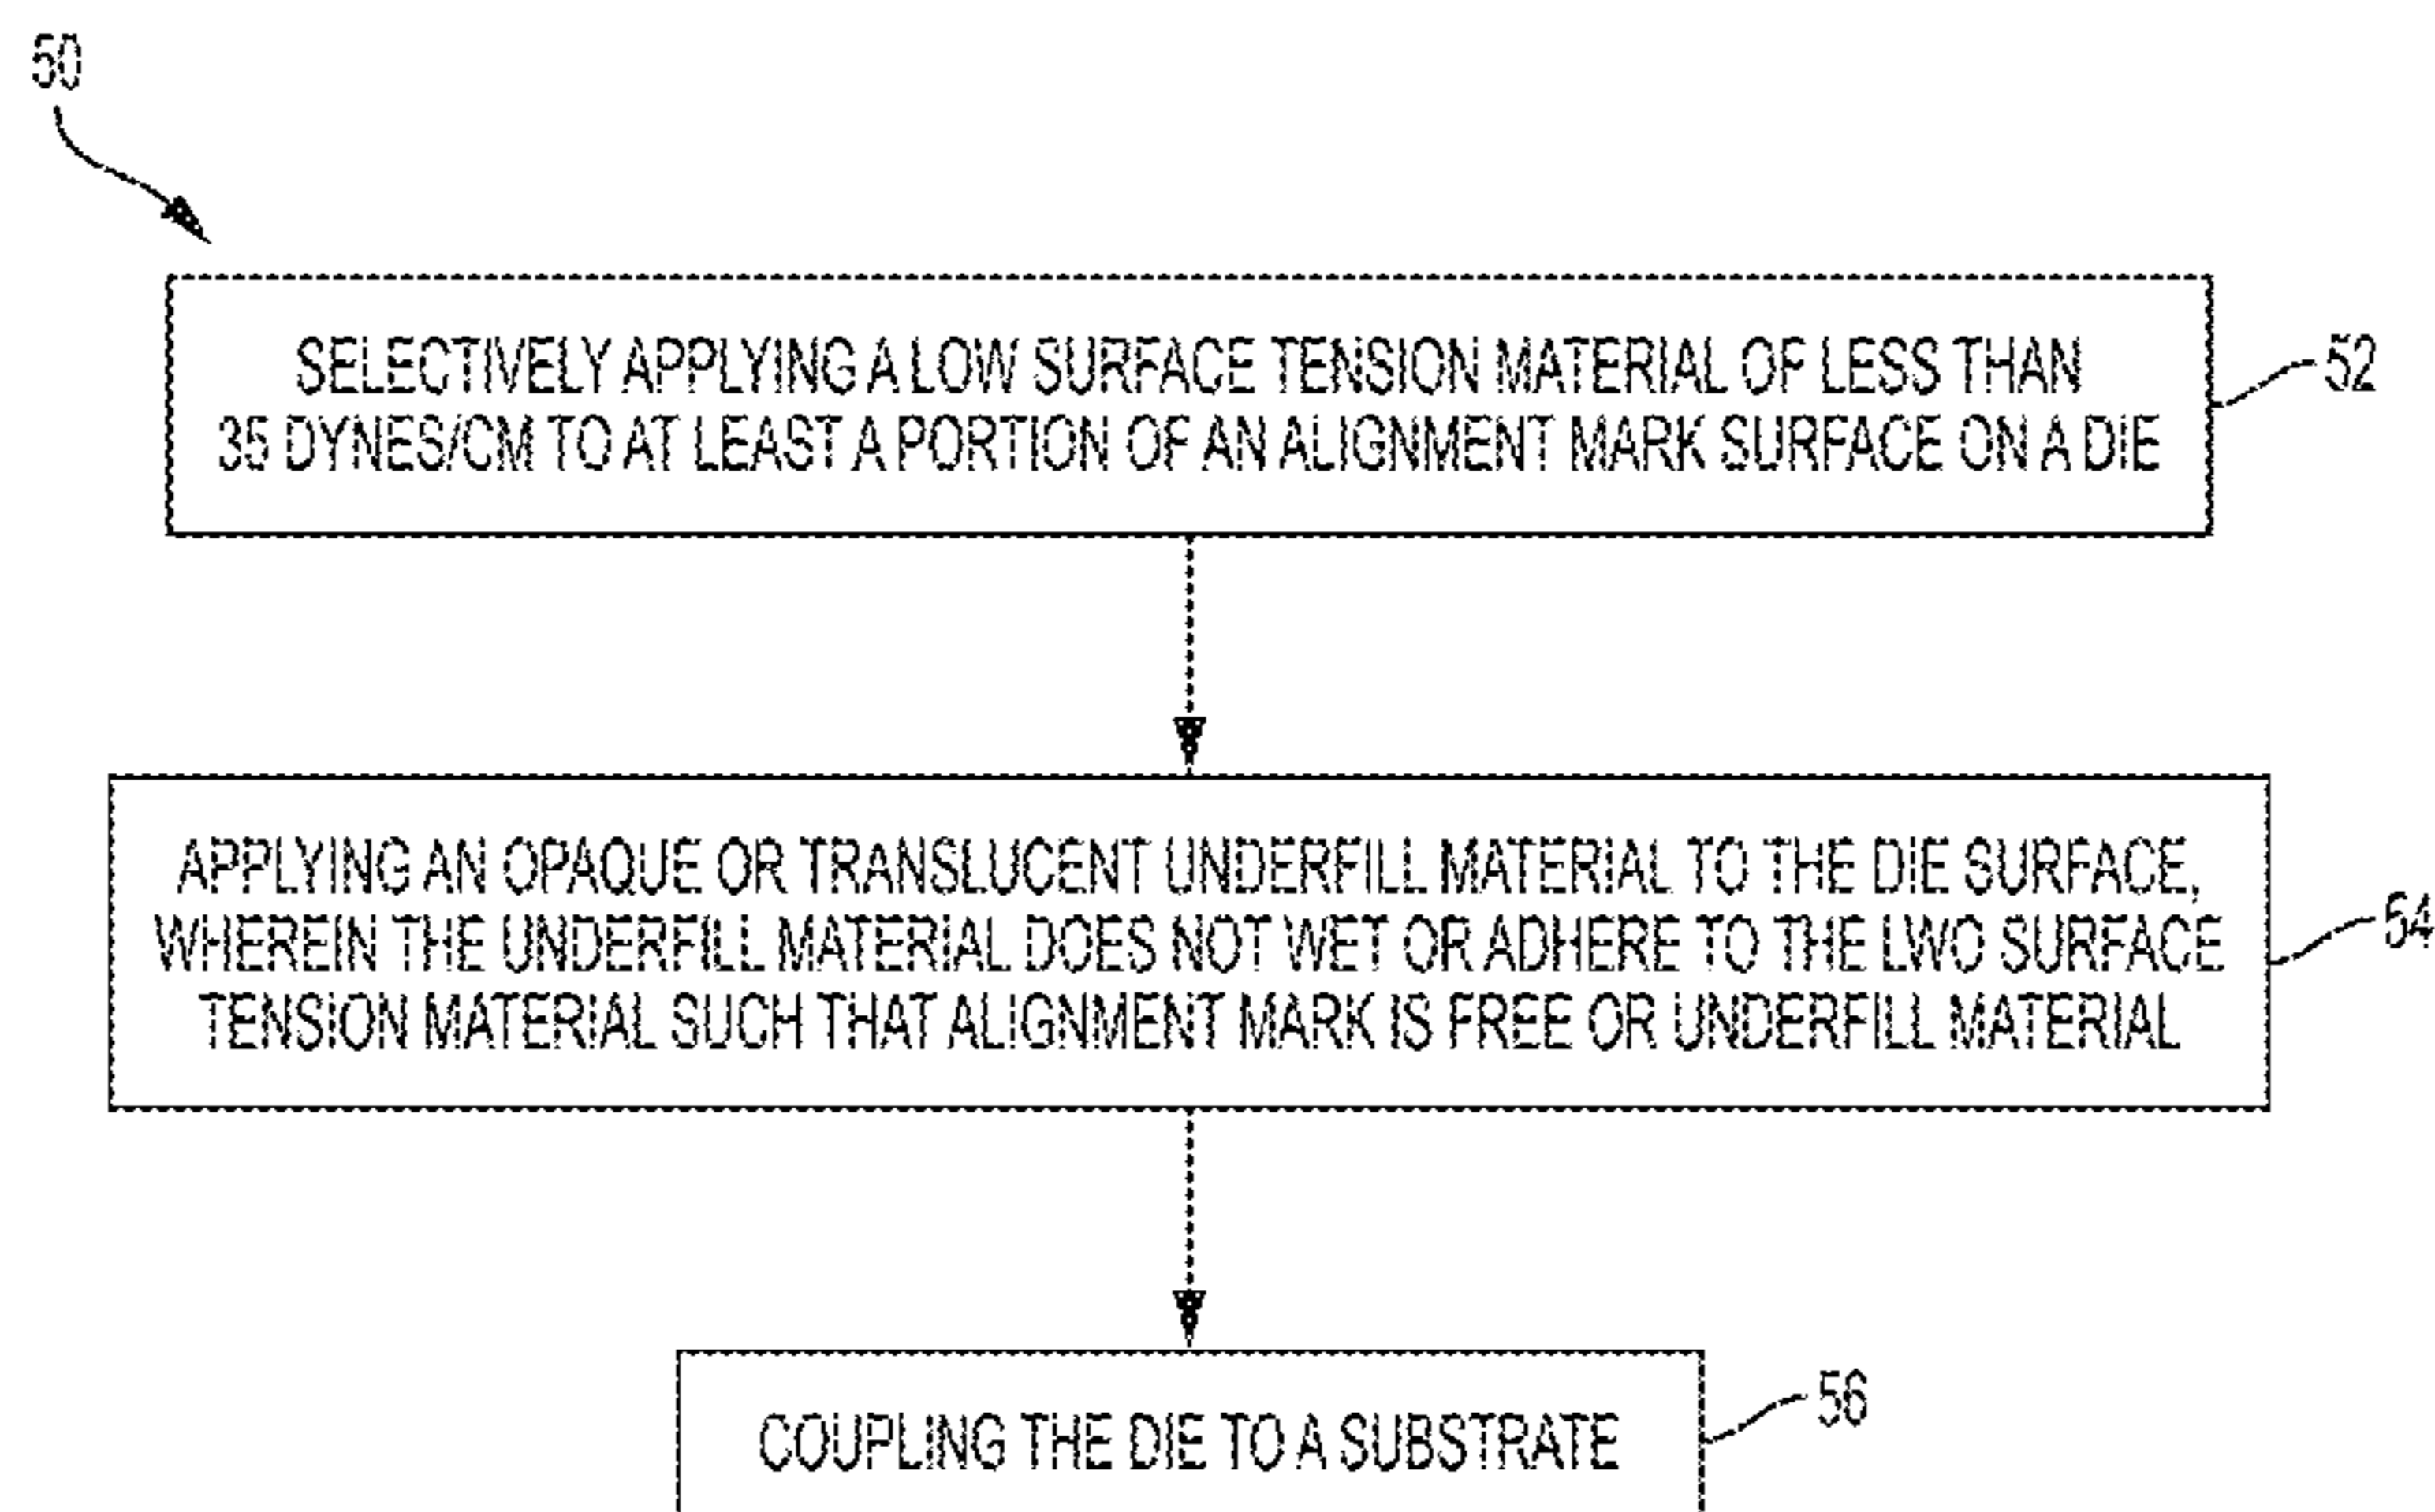 50
SELECTIVELY APPLYING A LOW SURFACE TENSION MATERIAL OF LESS THAN
35 DYNES/CM TO AT LEAST A PORTION OF AN ALIGNMENT MARK SURFACE ON A DIE
52
APPLYING AN OPAQUE OR TRANSLUCENT UNDERFILL MATERIAL TO THE DIE SURFACE,
WHEREIN THE UNDERFILL MATERIAL DOES NOT WET OR ADHERE TO THE LWO SURFACE
TENSION MATERIAL SUCH THAT ALIGNMENT MARK IS FREE OR UNDERFILL MATERIAL
54
COUPLING THE DIE TO A SUBSTRATE
56